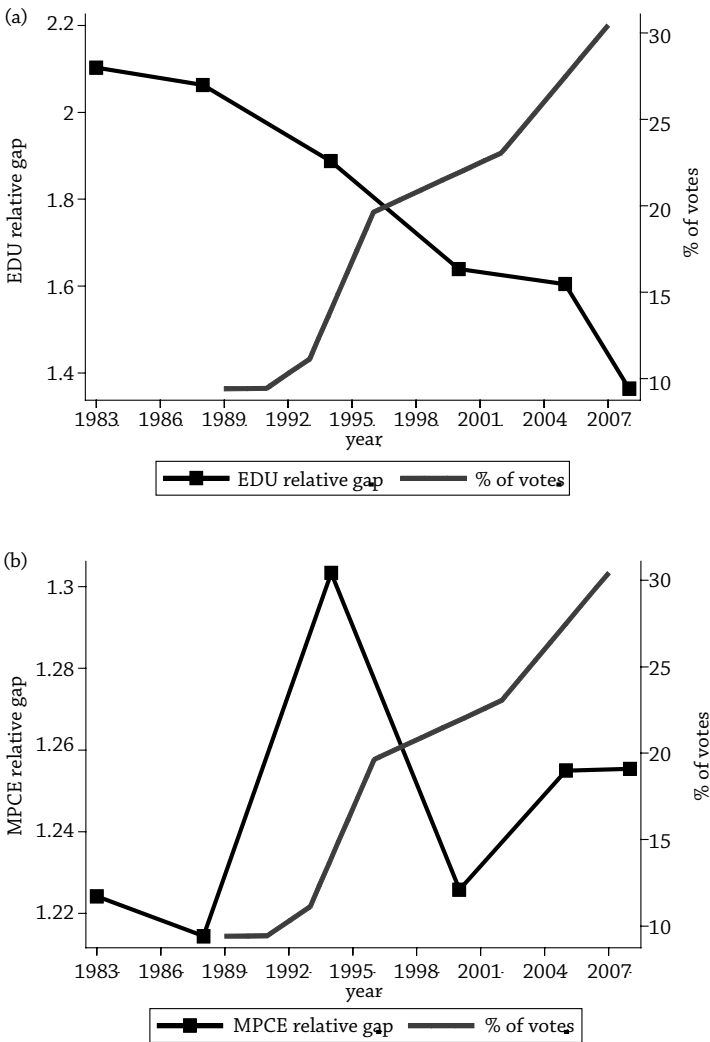 (a)
2.2
2
1.8
1.6
1.4
EDU relative gap
30
25
20
15
10
% of votes
1983 1986 1989 1992 1995 1998 2001 2004 2007
year
EDU relative gap % of votes
(b)
1.3
1.28
1.26
1.24
1.22
MPCE relative gap
30
25
20
15
10
% of votes
1983 1986 1989 1992 1995 1998 2001 2004 2007
year
MPCE relative gap % of votes